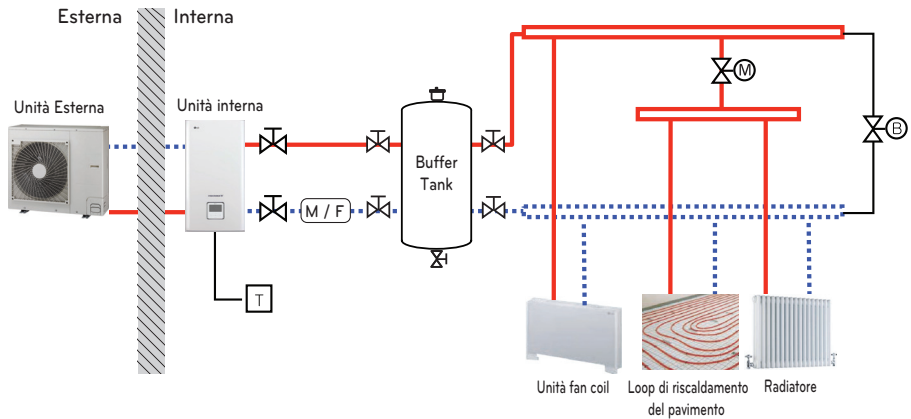 Esterna
Interna
Unità Esterna
Unità interna
M
Buffer
Tank
B
M / F
T
Unità fan coil
Loop di riscaldamento
del pavimento
Radiatore